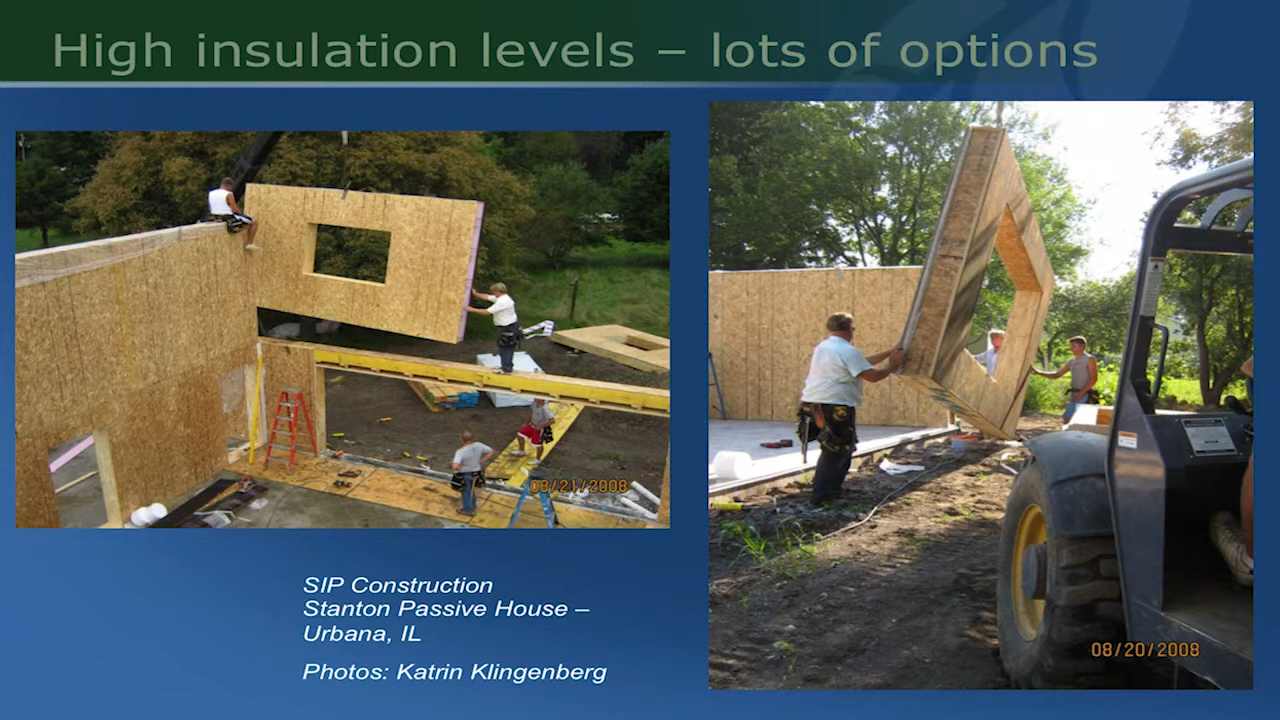 High insulation levels – lots of options
08/21/2008
08/20/2008
SIP Construction
Stanton Passive House –
Urbana, IL
Photos: Katrin Klingenberg